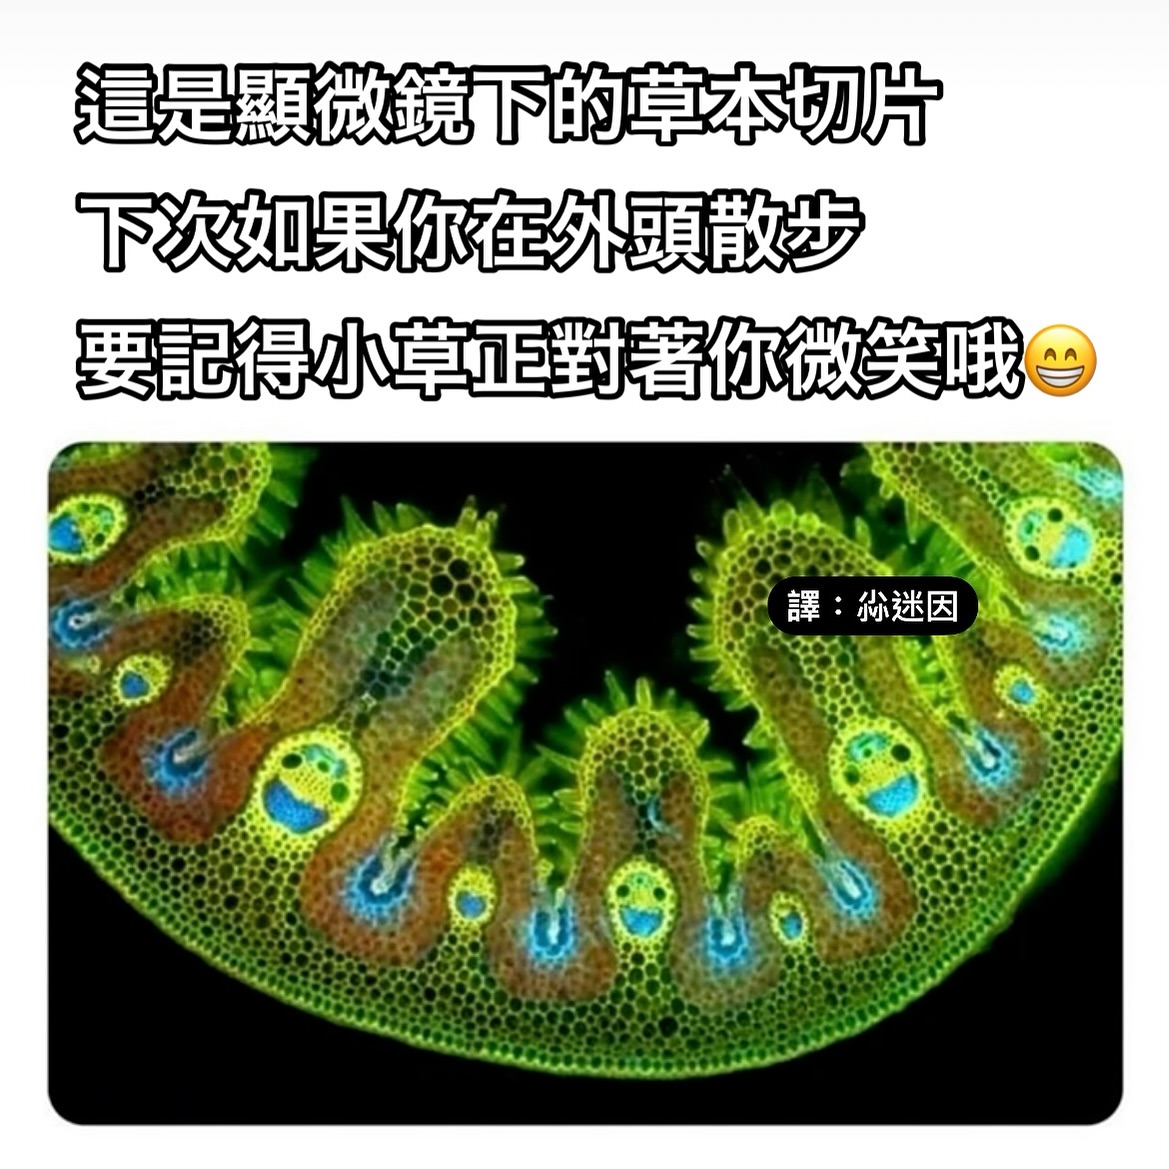 這是顯微鏡下的草本切片
下次如果你在外頭散步
要記得小草正對著你微笑哦😁
譯：尛迷因